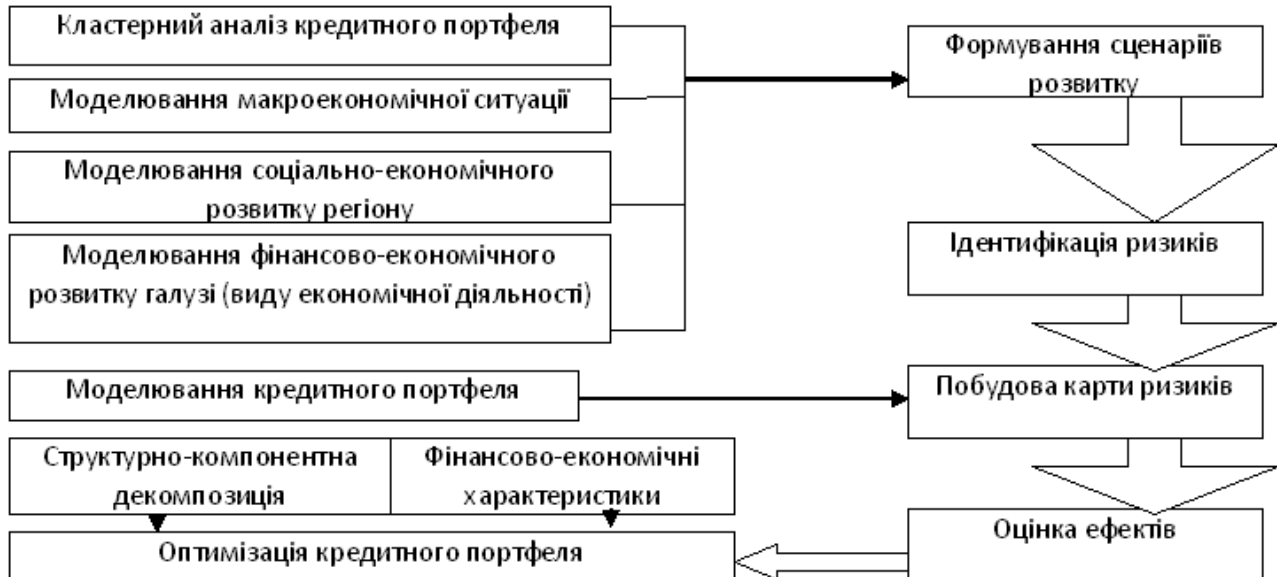 Кластерний аналіз кредитного портфеля
Моделювання макроекономічної ситуації
Моделювання соціально-економічного
розвитку регіону
Моделювання фінансово-економічного
розвитку галузі (виду економічної діяльності)
Моделювання кредитного портфеля
Структурно-компонентна
декомпозиція
Фінансово-економічні
характеристики
Оптимізація кредитного портфеля
Формування сценаріїв
розвитку
Ідентифікація ризиків
Побудова карти ризиків
Оцінка ефектів